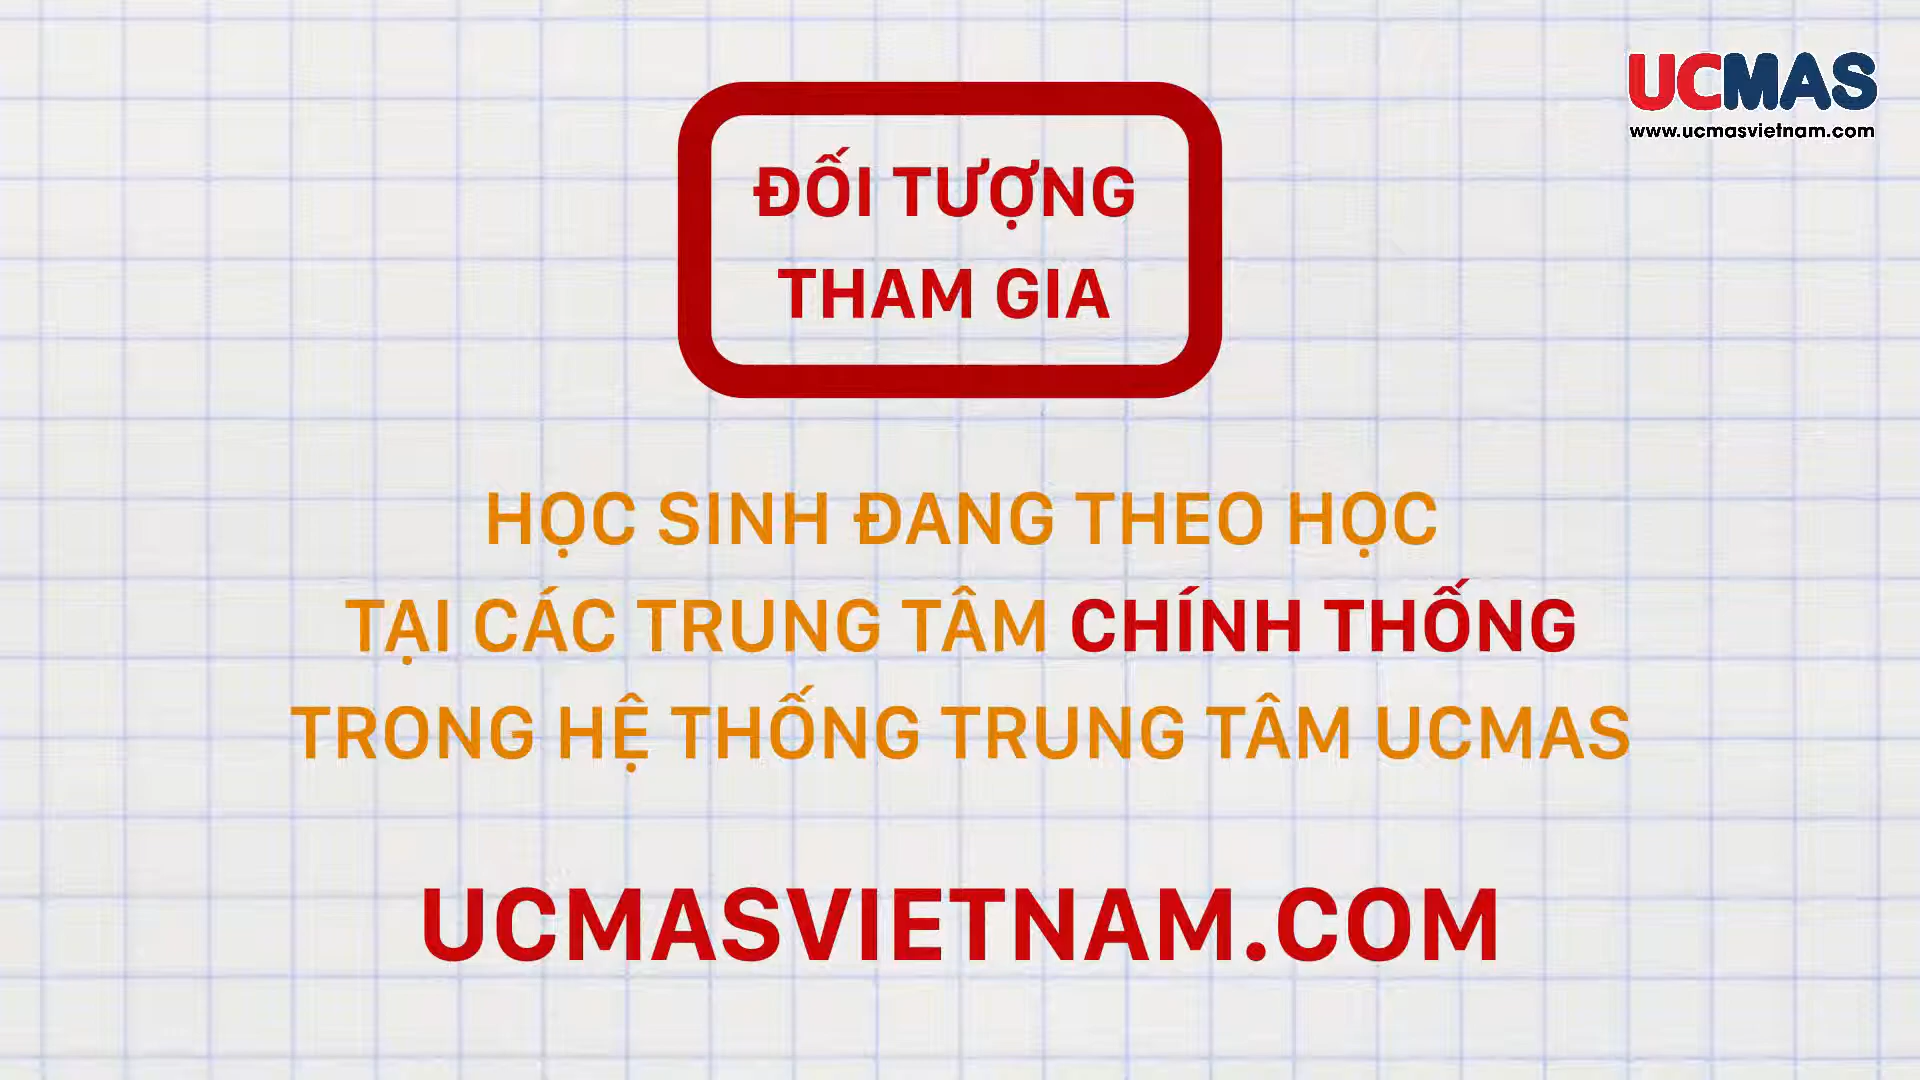 UCMAS
www.ucmasvietnam.com
ĐỐI TƯỢNG
THAM GIA
HỌC SINH ĐANG THEO HỌC
TẠI CÁC TRUNG TÂM CHÍNH THỐNG
TRONG HỆ THỐNG TRUNG TÂM UCMAS
UCMASVIETNAM.COM